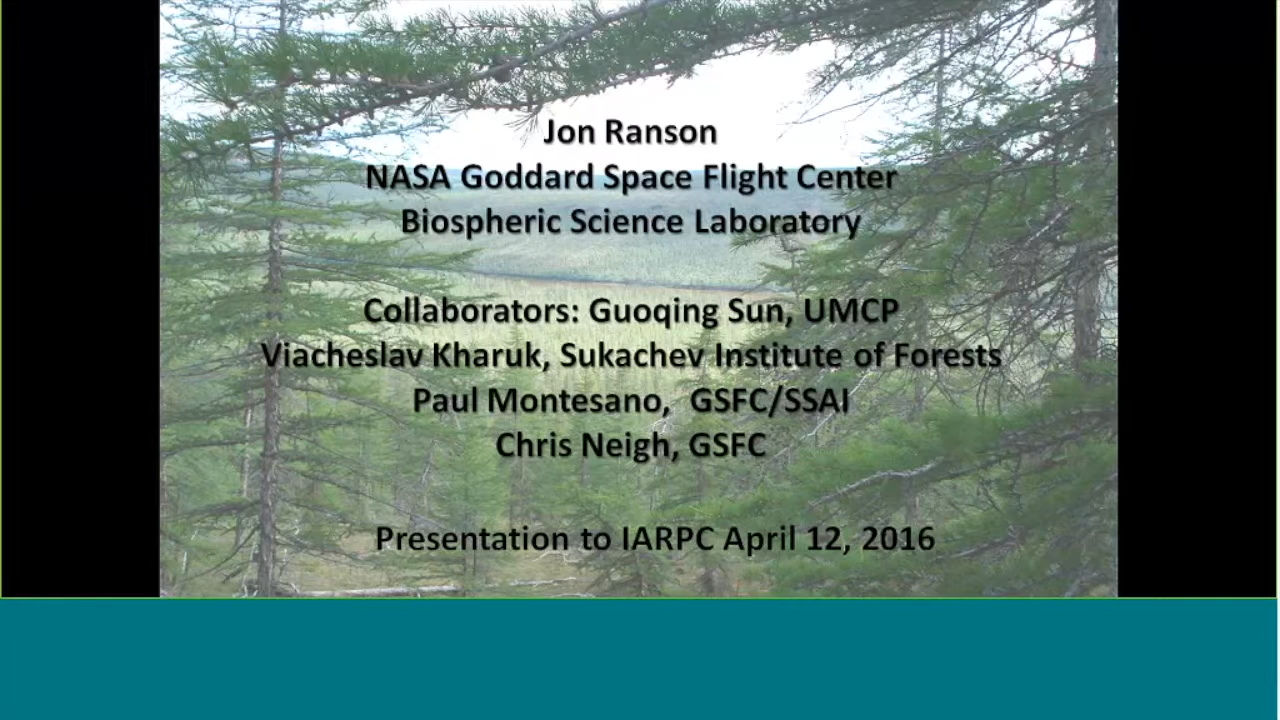 Jon Ranson
NASA Goddard Space Flight Center
Biospheric Science Laboratory
Collaborators: Guoqing Sun, UMCP
Viacheslav Kharuk, Sukachev Institute of Forests
Paul Montesano, GSFC/SSAI
Chris Neigh, GSFC
Presentation to IARPC April 12, 2016